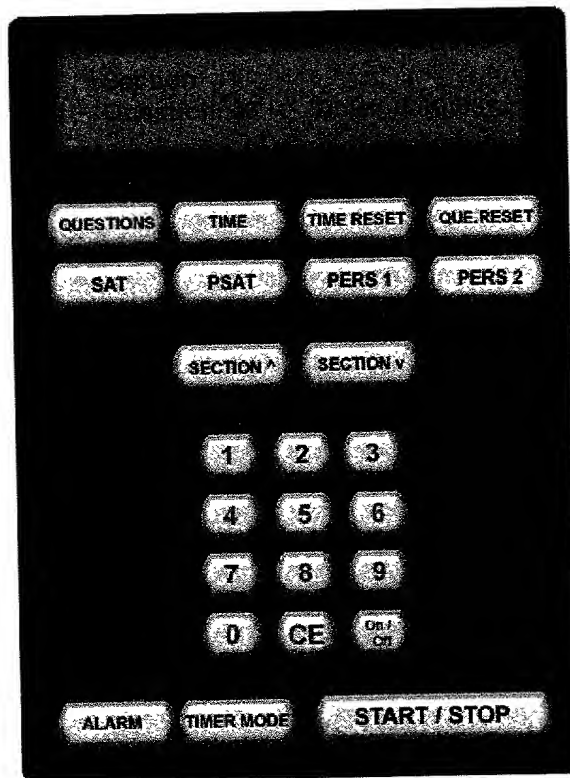 QUESTIONS TIME TIME RESET QUE.RESET
SAT PSAT PERS 1 PERS 2
SECTION ^ SECTION v
1 2 3
4 5 6
7 8 9
0 CE On / Off
ALARM TIMER MODE START / STOP